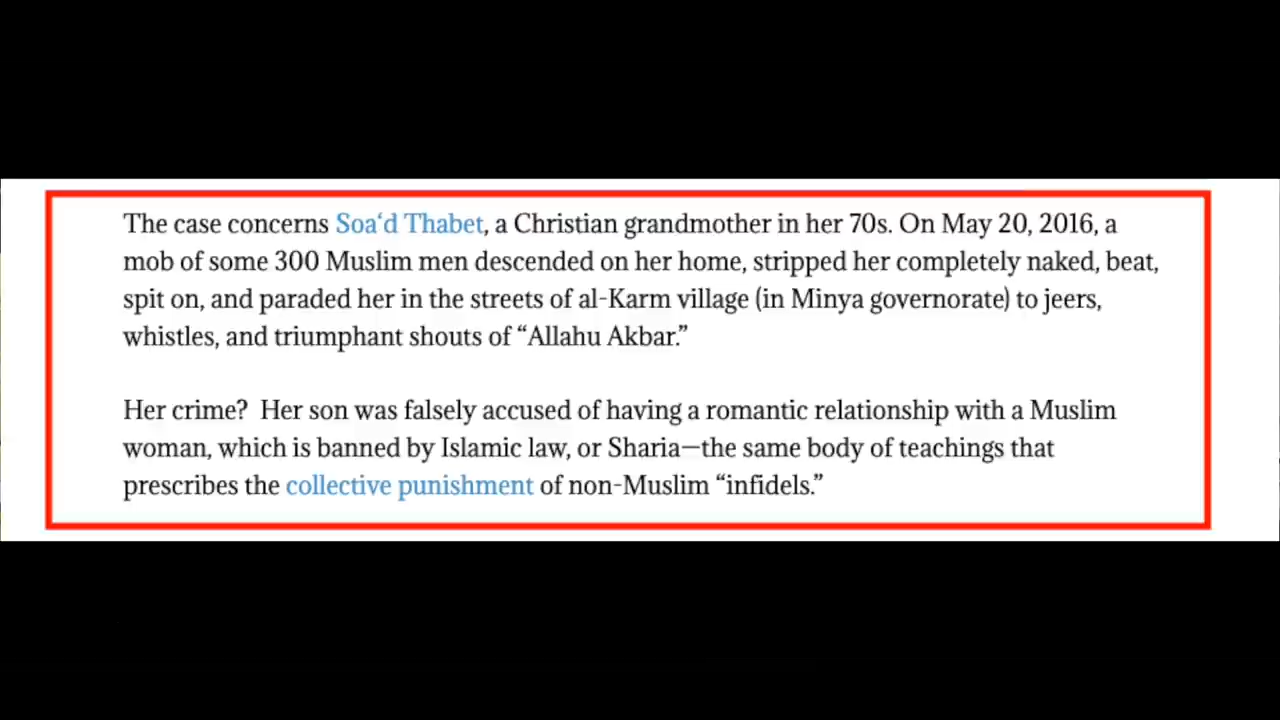 The case concerns Soa‘d Thabet, a Christian grandmother in her 70s. On May 20, 2016, a
mob of some 300 Muslim men descended on her home, stripped her completely naked, beat,
spit on, and paraded her in the streets of al-Karm village (in Minya governorate) to jeers,
whistles, and triumphant shouts of “Allahu Akbar.”
Her crime?  Her son was falsely accused of having a romantic relationship with a Muslim
woman, which is banned by Islamic law, or Sharia—the same body of teachings that
prescribes the collective punishment of non-Muslim “infidels.”